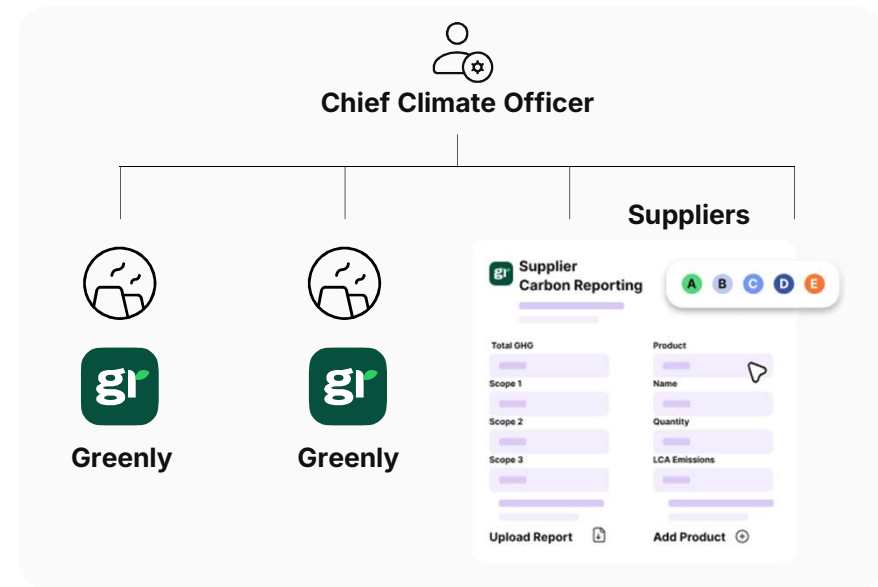 Chief Climate Officer
Suppliers
gr
Supplier
Carbon Reporting
A B C D E
Total GHG
Product
Scope 1
Name
Scope 2
Quantity
Scope 3
LCA Emissions
Upload Report
Add Product
gr
gr
Greenly
Greenly